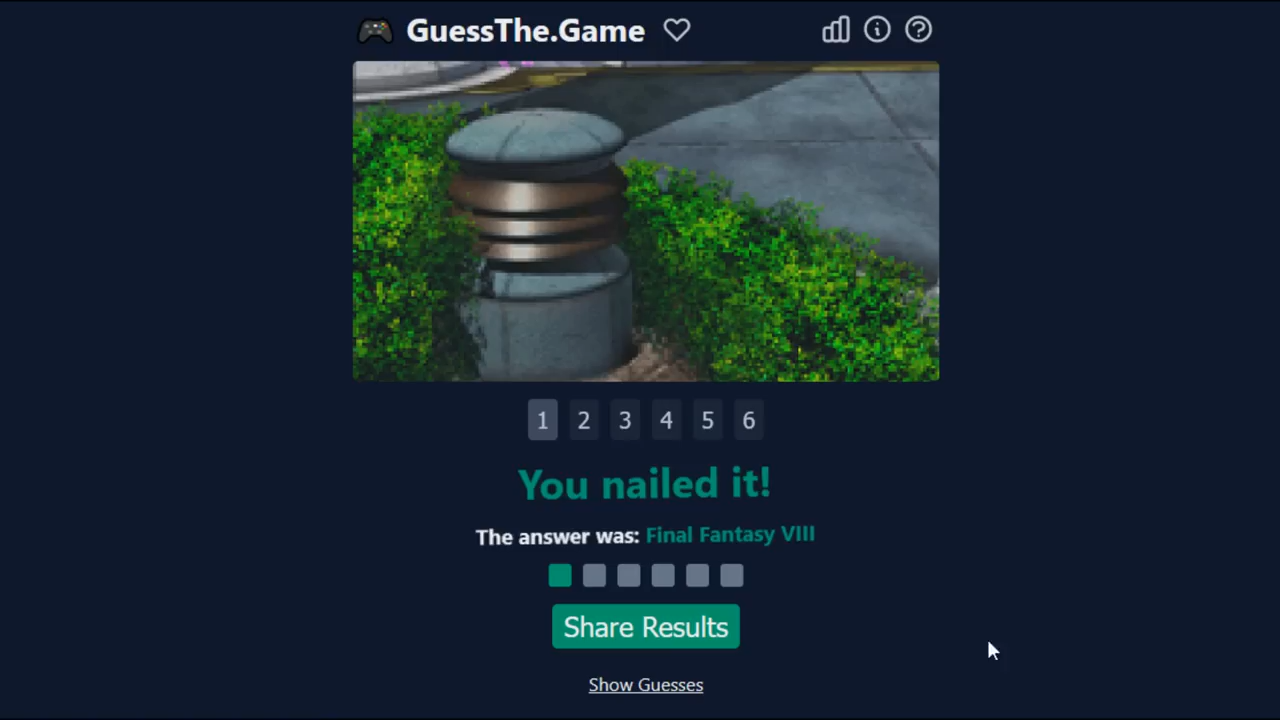 GuessThe.Game
1 2 3 4 5 6
You nailed it!
The answer was: Final Fantasy VIII
Share Results
Show Guesses